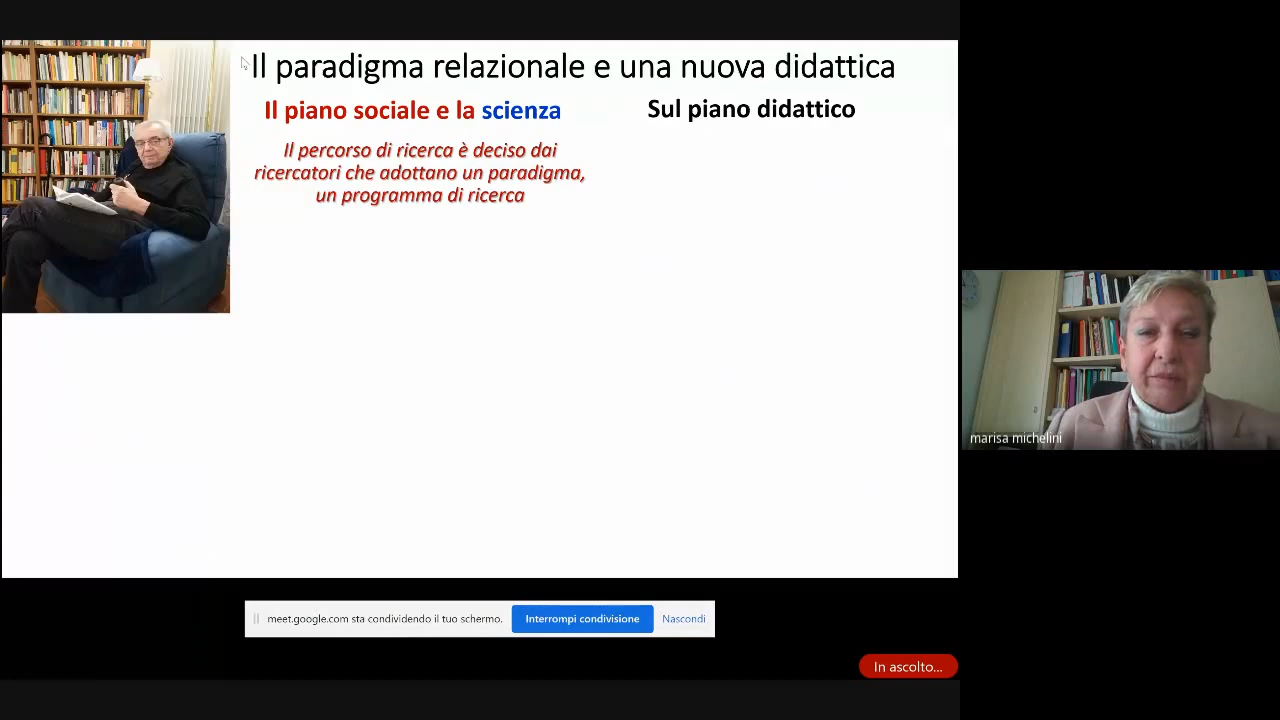 Il paradigma relazionale e una nuova didattica
Il piano sociale e la scienza
Sul piano didattico
Il percorso di ricerca è deciso dai
ricercatori che adottano un paradigma,
un programma di ricerca
marisa michelini
meet.google.com sta condividendo il tuo schermo.
Interrompi condivisione
Nascondi
In ascolto...